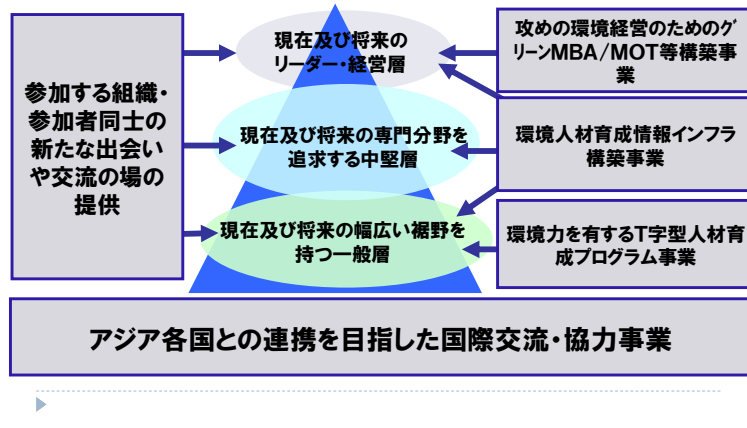 参加する組織・
参加者同士の
新たな出会い
や交流の場の
提供
現在及び将来の
リーダー・経営層
現在及び将来の専門分野を
追求する中堅層
現在及び将来の幅広い裾野を
持つ一般層
攻めの環境経営のためのグ
リーンMBA/MOT等構築事
業
環境人材育成情報インフラ
構築事業
環境力を有するT字型人材育
成プログラム事業
アジア各国との連携を目指した国際交流・協力事業